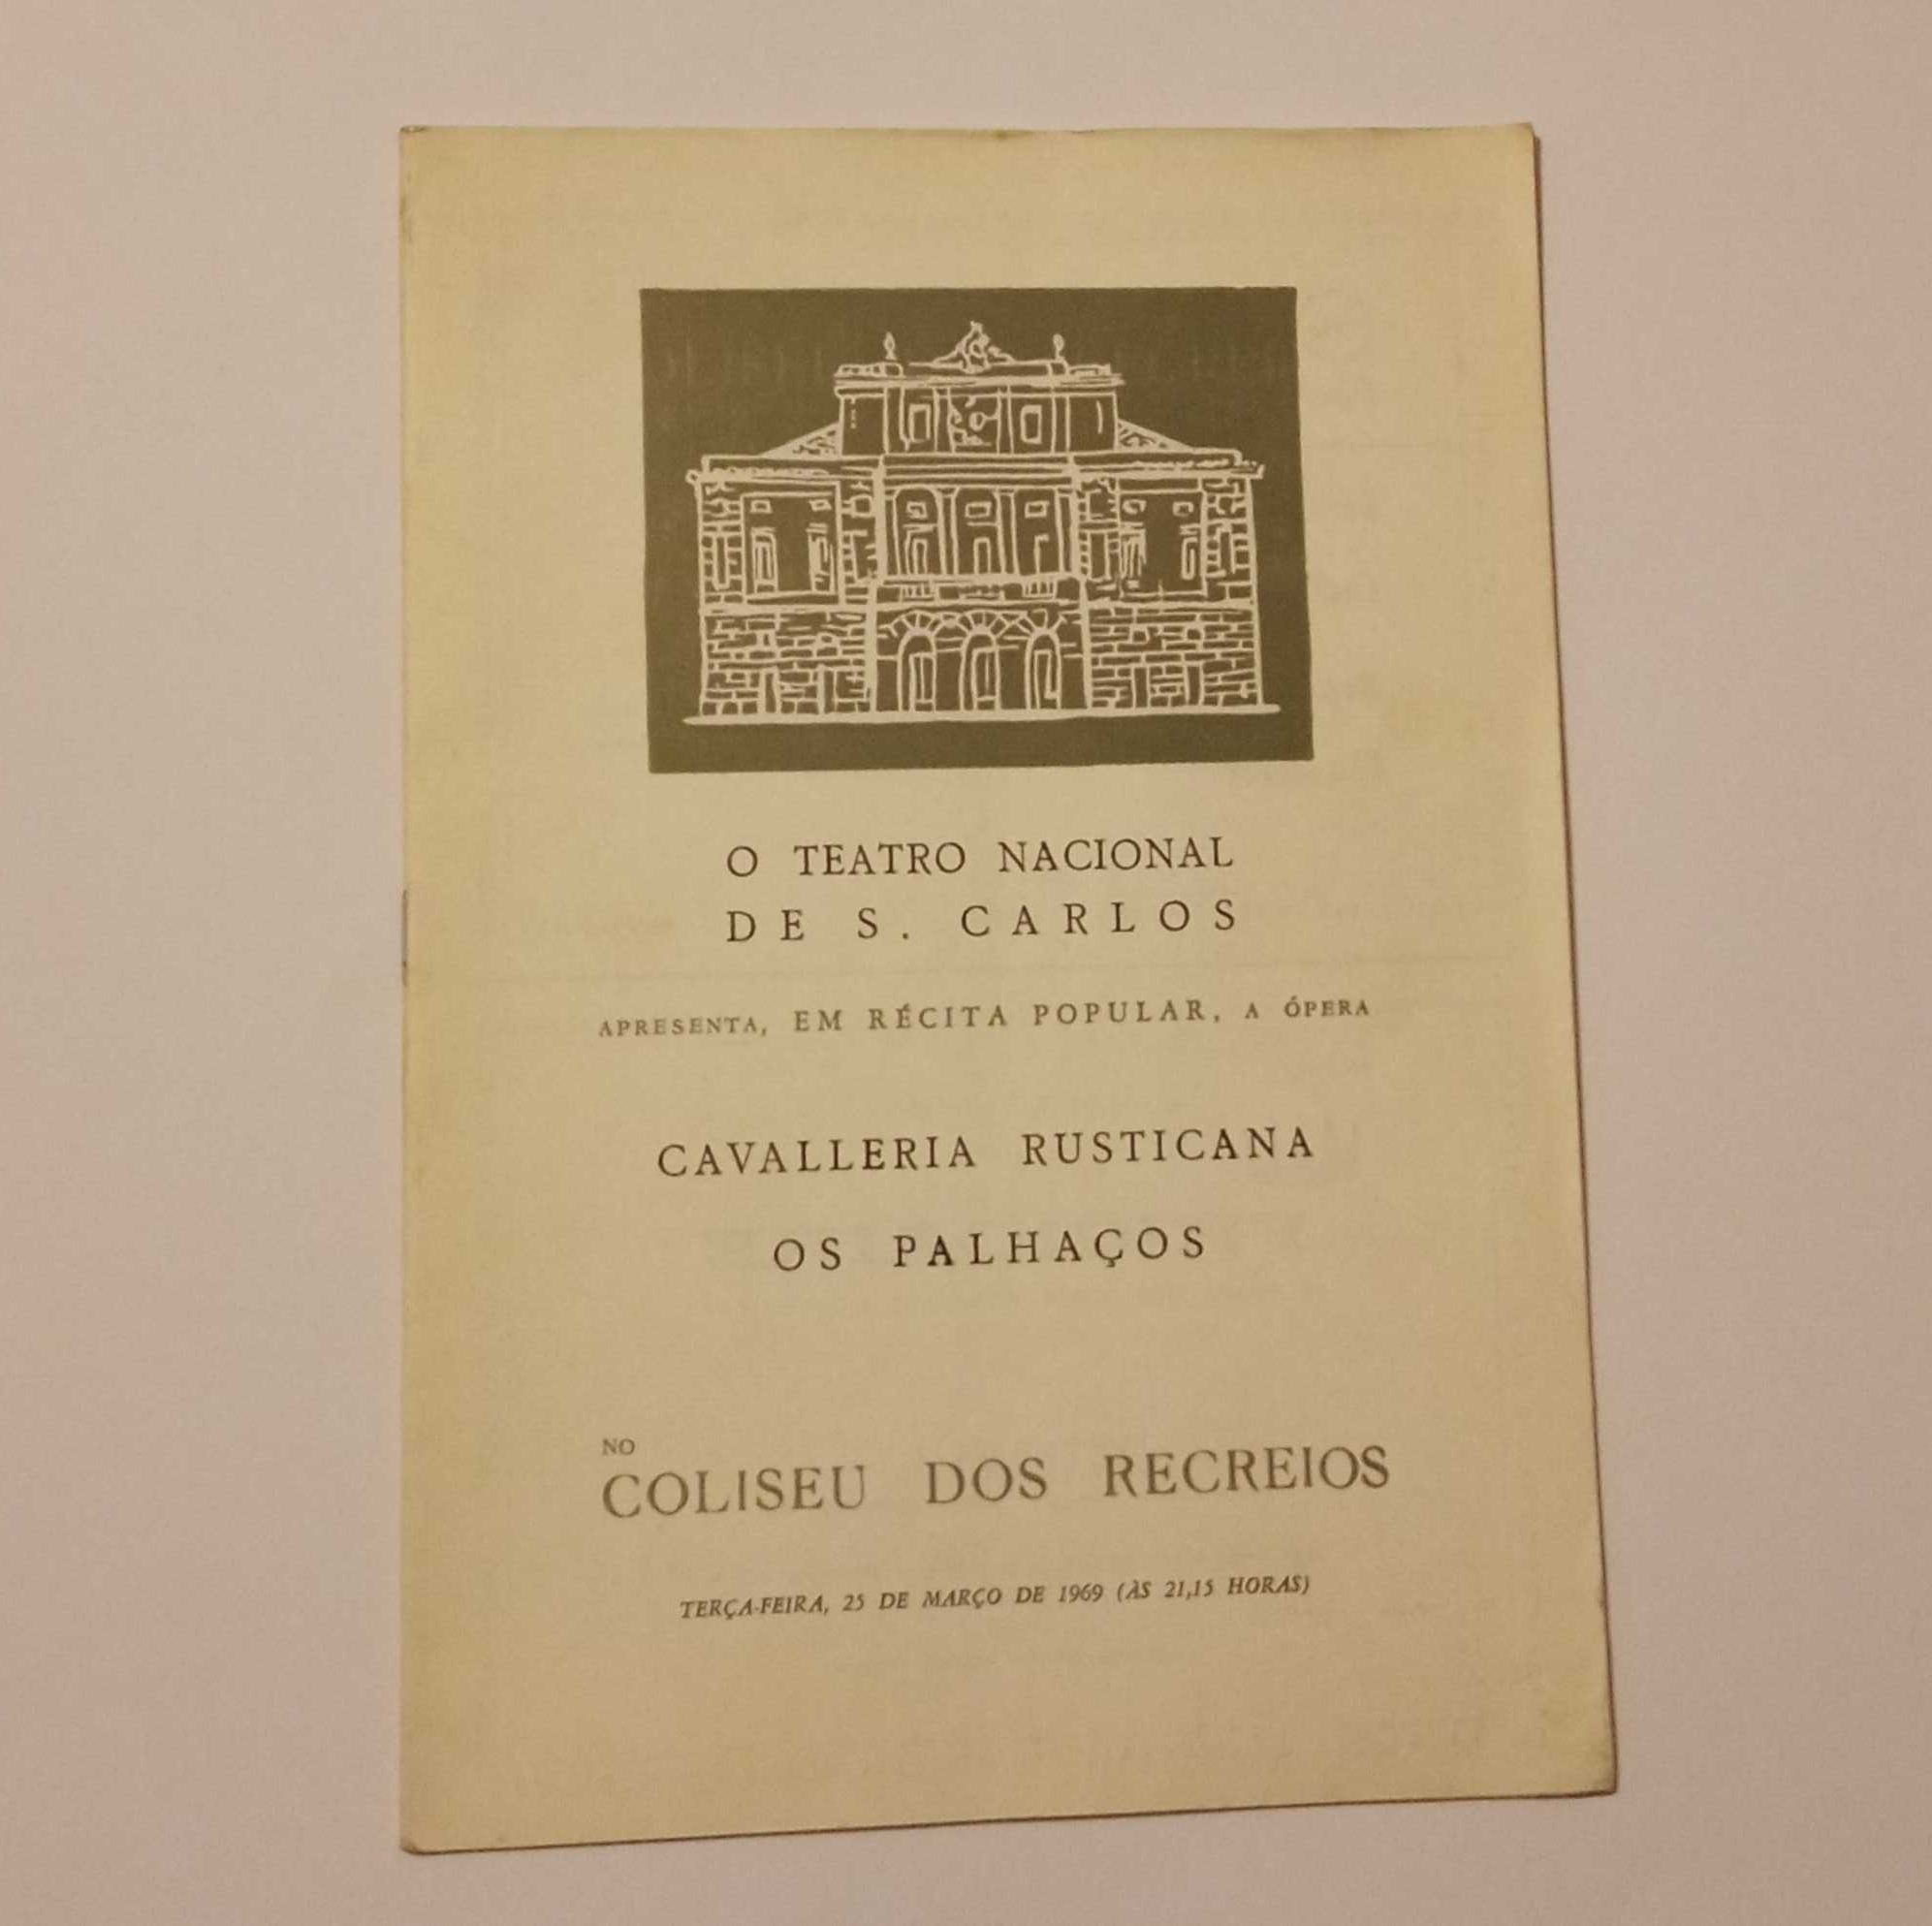 O TEATRO NACIONAL
DE S. CARLOS
APRESENTA, EM RÉCITA POPULAR, A ÓPERA
CAVALLERIA RUSTICANA
OS PALHAÇOS
NO
COLISEU DOS RECREIOS
TERÇA-FEIRA, 25 DE MARÇO DE 1969 (ÀS 21,15 HORAS)